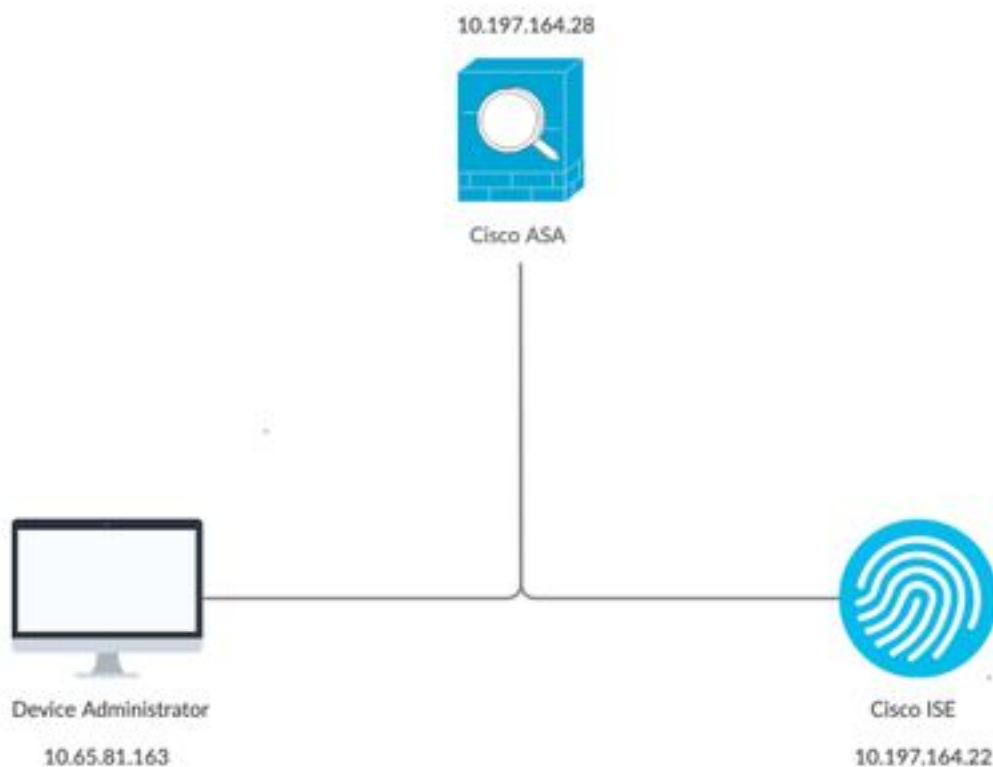 10.197.164.28
Cisco ASA
Device Administrator
10.65.81.163
Cisco ISE
10.197.164.22